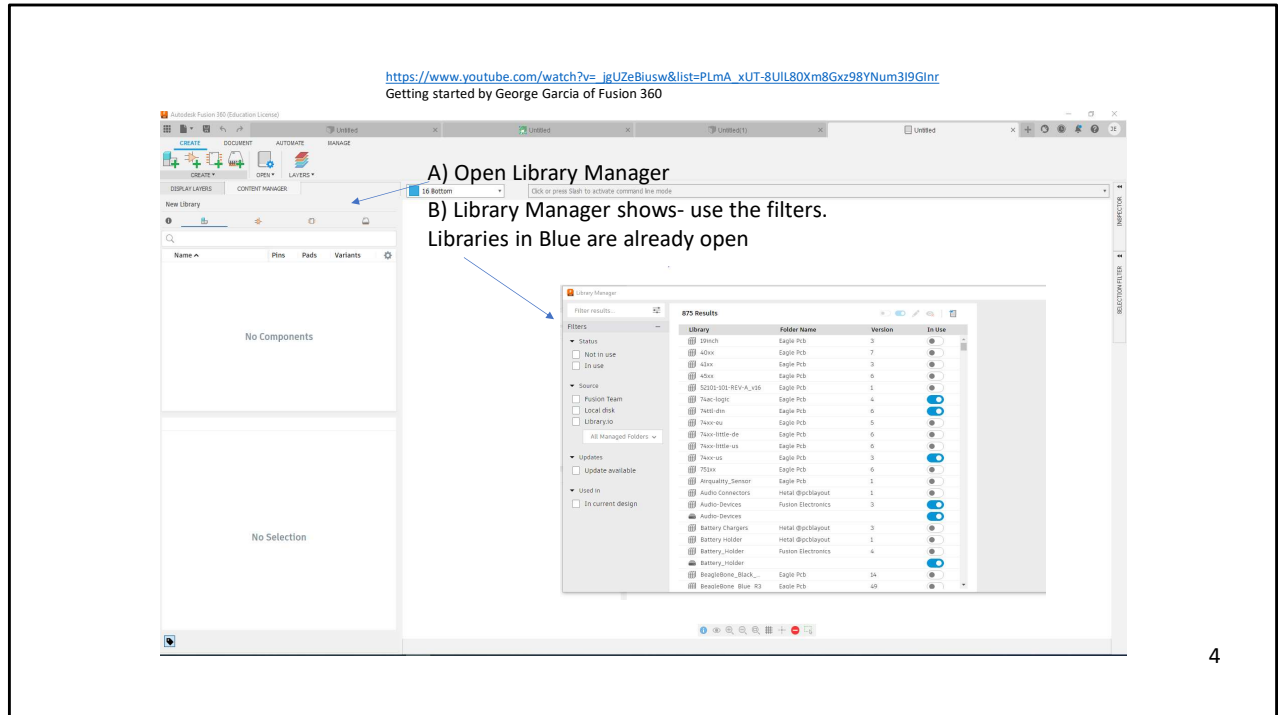 https://www.youtube.com/watch?v=_jgUZeBiusw&list=PLmA_xUT-8UlL80Xm8Gxz98YNum3I9GInr
Getting started by George Garcia of Fusion 360
Autodesk Fusion 360 (Education License)
Untitled
Untitled
Untitled(1)
Untitled
JE
CREATE DOCUMENT AUTOMATE MANAGE
CREATE OPEN LAYERS
DISPLAY LAYERS CONTENT MANAGER
A) Open Library Manager
16 Bottom
Click or press Slash to activate command line mode
New Library
B) Library Manager shows- use the filters.
Libraries in Blue are already open
INSPECTOR
SELECTION FILTER
Name Pins Pads Variants
No Components
No Selection
Library Manager
Filter results...
875 Results
Filters
Status
Not in use
In use
Source
Fusion Team
Local disk
Library.io
All Managed Folders
Updates
Update available
Used in
In current design
Library Folder Name Version In Use
19inch Eagle Pcb 3
40xx Eagle Pcb 7
41xx Eagle Pcb 3
45xx Eagle Pcb 6
52101-101-REV-A_v16 Eagle Pcb 1
74ac-logic Eagle Pcb 4
74ttl-din Eagle Pcb 6
74xx-eu Eagle Pcb 5
74xx-little-de Eagle Pcb 6
74xx-little-us Eagle Pcb 6
74xx-us Eagle Pcb 3
751xx Eagle Pcb 6
Airquality_Sensor Eagle Pcb 1
Audio Connectors Hetal @pcblayout 1
Audio-Devices Fusion Electronics 3
Audio-Devices
Battery Chargers Hetal @pcblayout 3
Battery Holder Hetal @pcblayout 1
Battery_Holder Fusion Electronics 4
Battery_Holder
BeagleBone_Black_... Eagle Pcb 14
BeagleBone_Blue_R3 Eagle Pcb 49
4